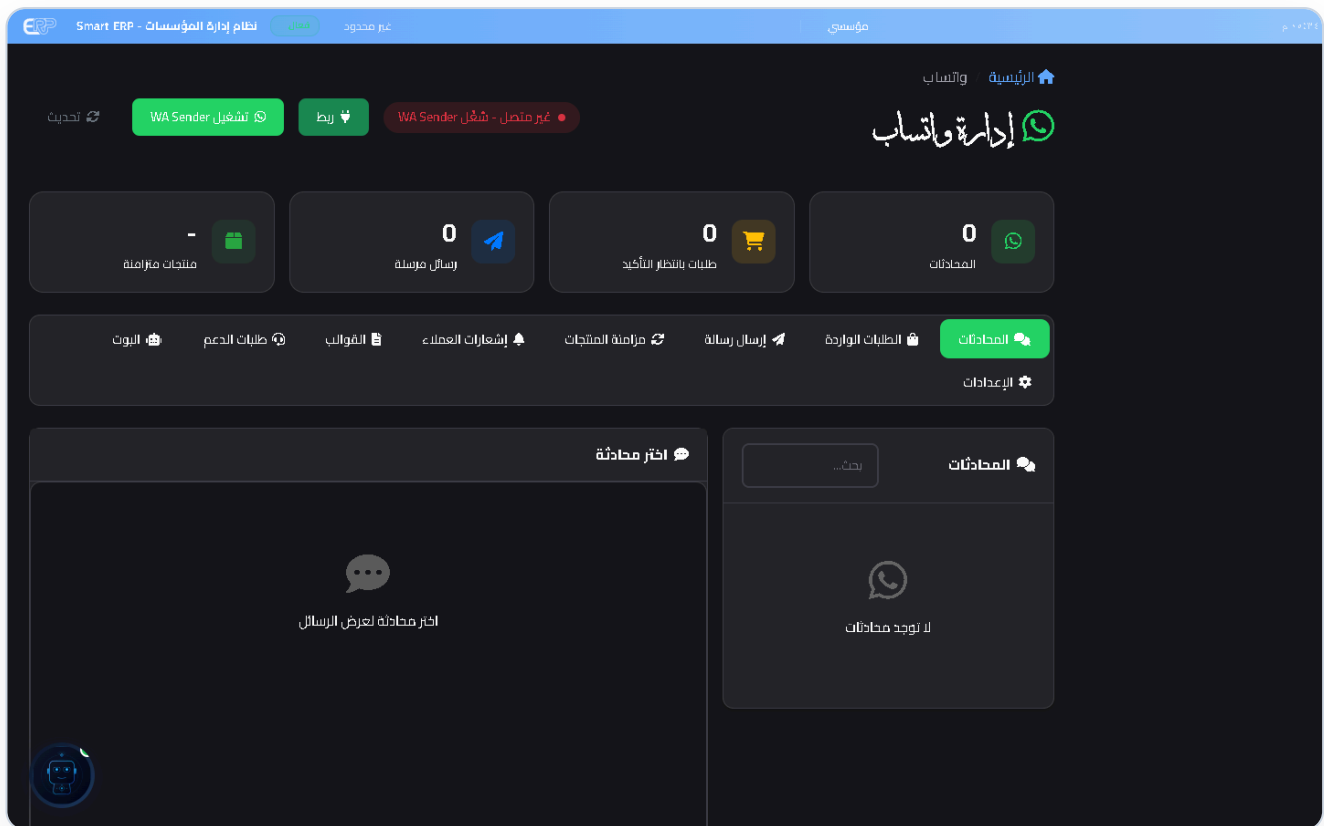 نظام إدارة المؤسسات - Smart ERP
غير محدود
مؤسسي
ERP
الرئيسية / واتساب
إدارة واتساب
غير متصل - شغّل WA Sender
ربط
تشغيل WA Sender
تحديث
0
المحادثات
0
طلبات بانتظار التأكيد
0
رسائل مرسلة
-
منتجات متزامنة
المحادثات
الطلبات الواردة
إرسال رسالة
مزامنة المنتجات
إشعارات العملاء
القوالب
طلبات الدعم
البوت
الإعدادات
المحادثات
بحث...
لا توجد محادثات
اختر محادثة
اختر محادثة لعرض الرسائل